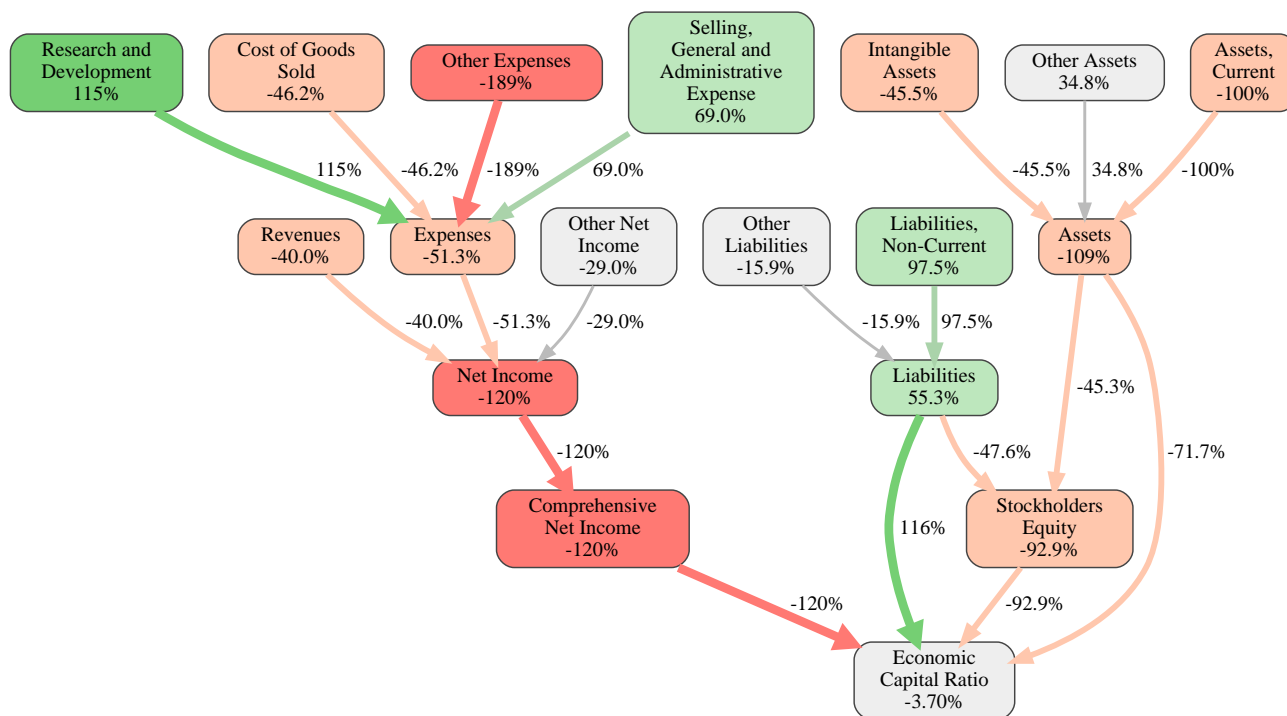 Research and
Development
115%
Cost of Goods
Sold
-46.2%
Other Expenses
-189%
Selling,
General and
Administrative
Expense
69.0%
Intangible
Assets
-45.5%
Other Assets
34.8%
Assets,
Current
-100%
115%
-46.2%
-189%
69.0%
-45.5%
34.8%
-100%
Revenues
-40.0%
Expenses
-51.3%
Other Net
Income
-29.0%
Other
Liabilities
-15.9%
Liabilities,
Non-Current
97.5%
Assets
-109%
-40.0%
-51.3%
-29.0%
-15.9%
97.5%
Net Income
-120%
Liabilities
55.3%
-45.3%
-120%
-47.6%
-71.7%
Comprehensive
Net Income
-120%
116%
Stockholders
Equity
-92.9%
-120%
-92.9%
Economic
Capital Ratio
-3.70%